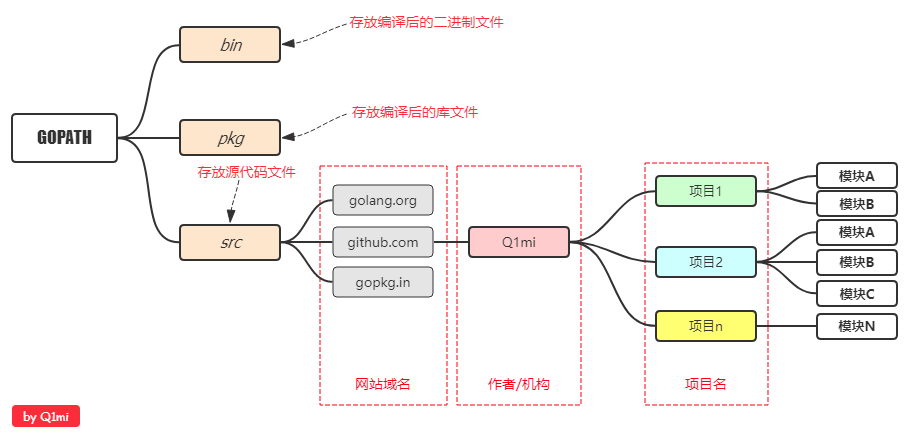 存放编译后的二进制文件
bin
GOPATH
存放编译后的库文件
pkg
存放源代码文件
src
golang.org
github.com
gopkg.in
网站域名
Q1mi
作者/机构
项目1
项目2
项目n
项目名
模块A
模块B
模块A
模块B
模块C
模块N
by Q1mi